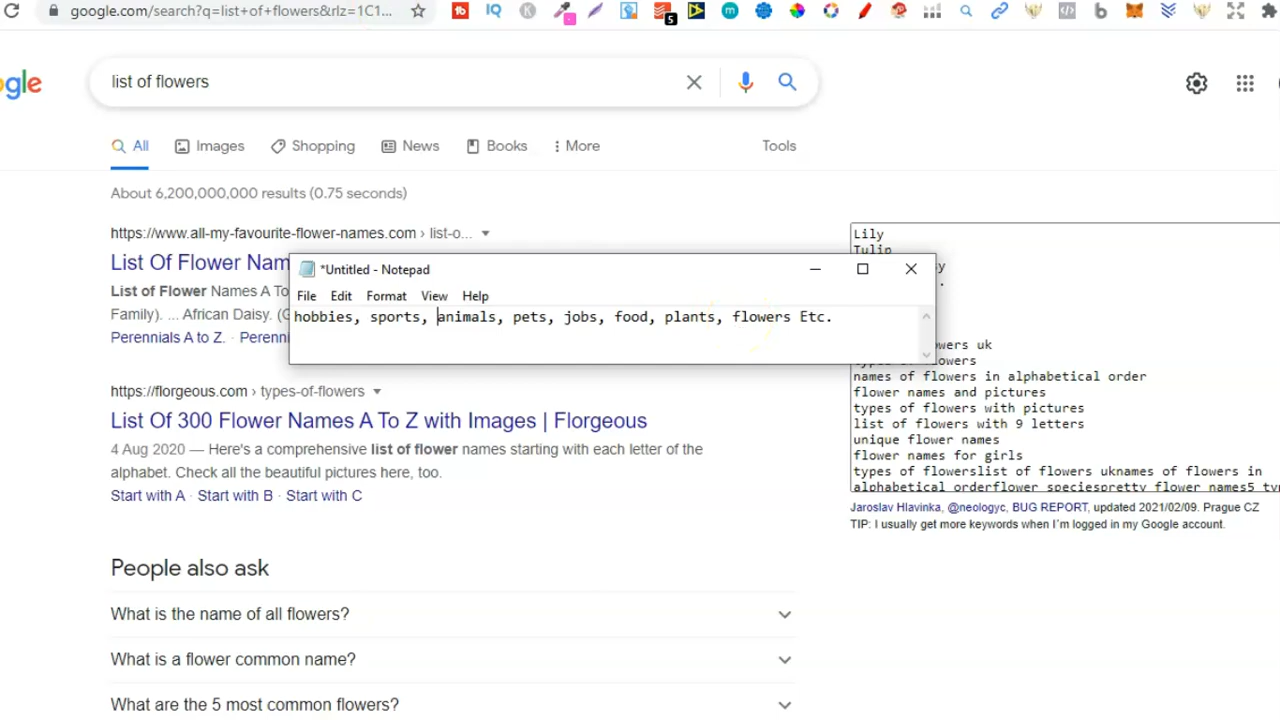 google.com/search?q=list+of+flowers&rlz=1C1...
5
gle
list of flowers
All
Images
Shopping
News
Books
More
Tools
About 6,200,000,000 results (0.75 seconds)
https://www.all-my-favourite-flower-names.com › list-o...
List Of Flower Nam
List of Flower Names A To
Family). ... African Daisy. (G
Perennials A to Z. · Perenni
*Untitled - Notepad
File Edit Format View Help
hobbies, sports, animals, pets, jobs, food, plants, flowers Etc.
https://florgeous.com › types-of-flowers
List Of 300 Flower Names A To Z with Images | Florgeous
4 Aug 2020 — Here's a comprehensive list of flower names starting with each letter of the
alphabet. Check all the beautiful pictures here, too.
Start with A · Start with B · Start with C
People also ask
What is the name of all flowers?
What is a flower common name?
What are the 5 most common flowers?
Lily
Tulip
y
.
owers uk
types of flowers
names of flowers in alphabetical order
flower names and pictures
types of flowers with pictures
list of flowers with 9 letters
unique flower names
flower names for girls
types of flowerslist of flowers uknames of flowers in
alphabetical orderflower speciespretty flower names5 ty
Jaroslav Hlavinka, @neologyc, BUG REPORT, updated 2021/02/09. Prague CZ
TIP: I usually get more keywords when I´m logged in my Google account.